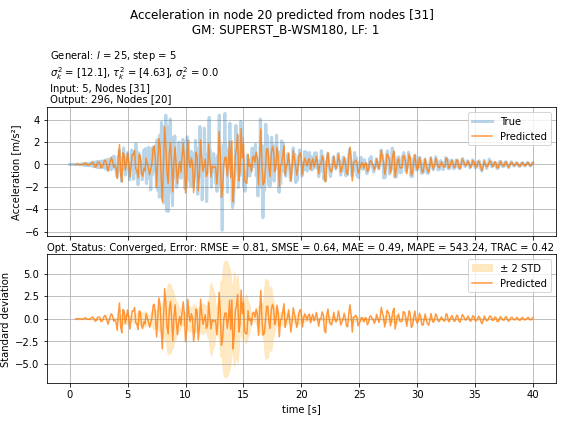 Acceleration in node 20 predicted from nodes [31]
GM: SUPERST_B-WSM180, LF: 1
General: l = 25, step = 5
σ²ₖ = [12.1], τ²ₖ = [4.63], σ²ᵣ = 0.0
Input: 5, Nodes [31]
Output: 296, Nodes [20]
Acceleration [m/s²]
4
2
0
−2
−4
−6
True
Predicted
Opt. Status: Converged, Error: RMSE = 0.81, SMSE = 0.64, MAE = 0.49, MAPE = 543.24, TRAC = 0.42
Standard deviation
5.0
2.5
0.0
−2.5
−5.0
± 2 STD
Predicted
0 5 10 15 20 25 30 35 40
time [s]